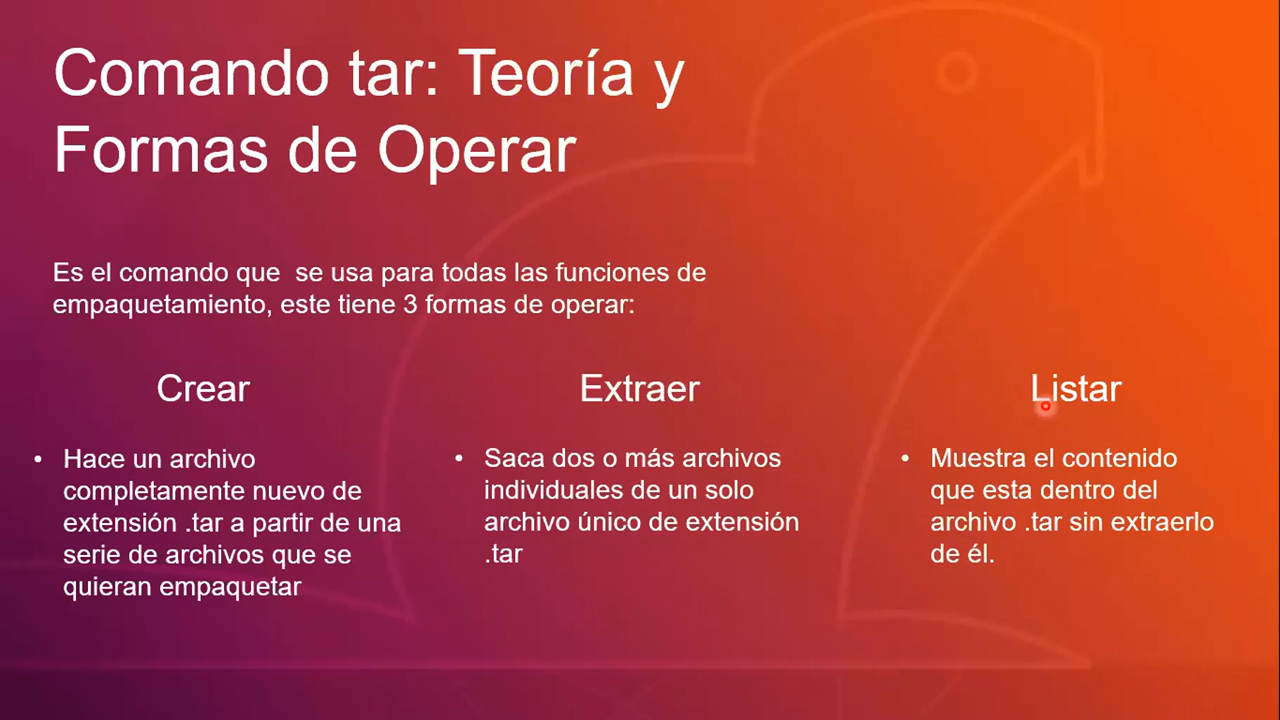 Comando tar: Teoría y
Formas de Operar
Es el comando que  se usa para todas las funciones de
empaquetamiento, este tiene 3 formas de operar:
Crear
• Hace un archivo
completamente nuevo de
extensión .tar a partir de una
serie de archivos que se
quieran empaquetar
Extraer
• Saca dos o más archivos
individuales de un solo
archivo único de extensión
.tar
Listar
• Muestra el contenido
que esta dentro del
archivo .tar sin extraerlo
de él.